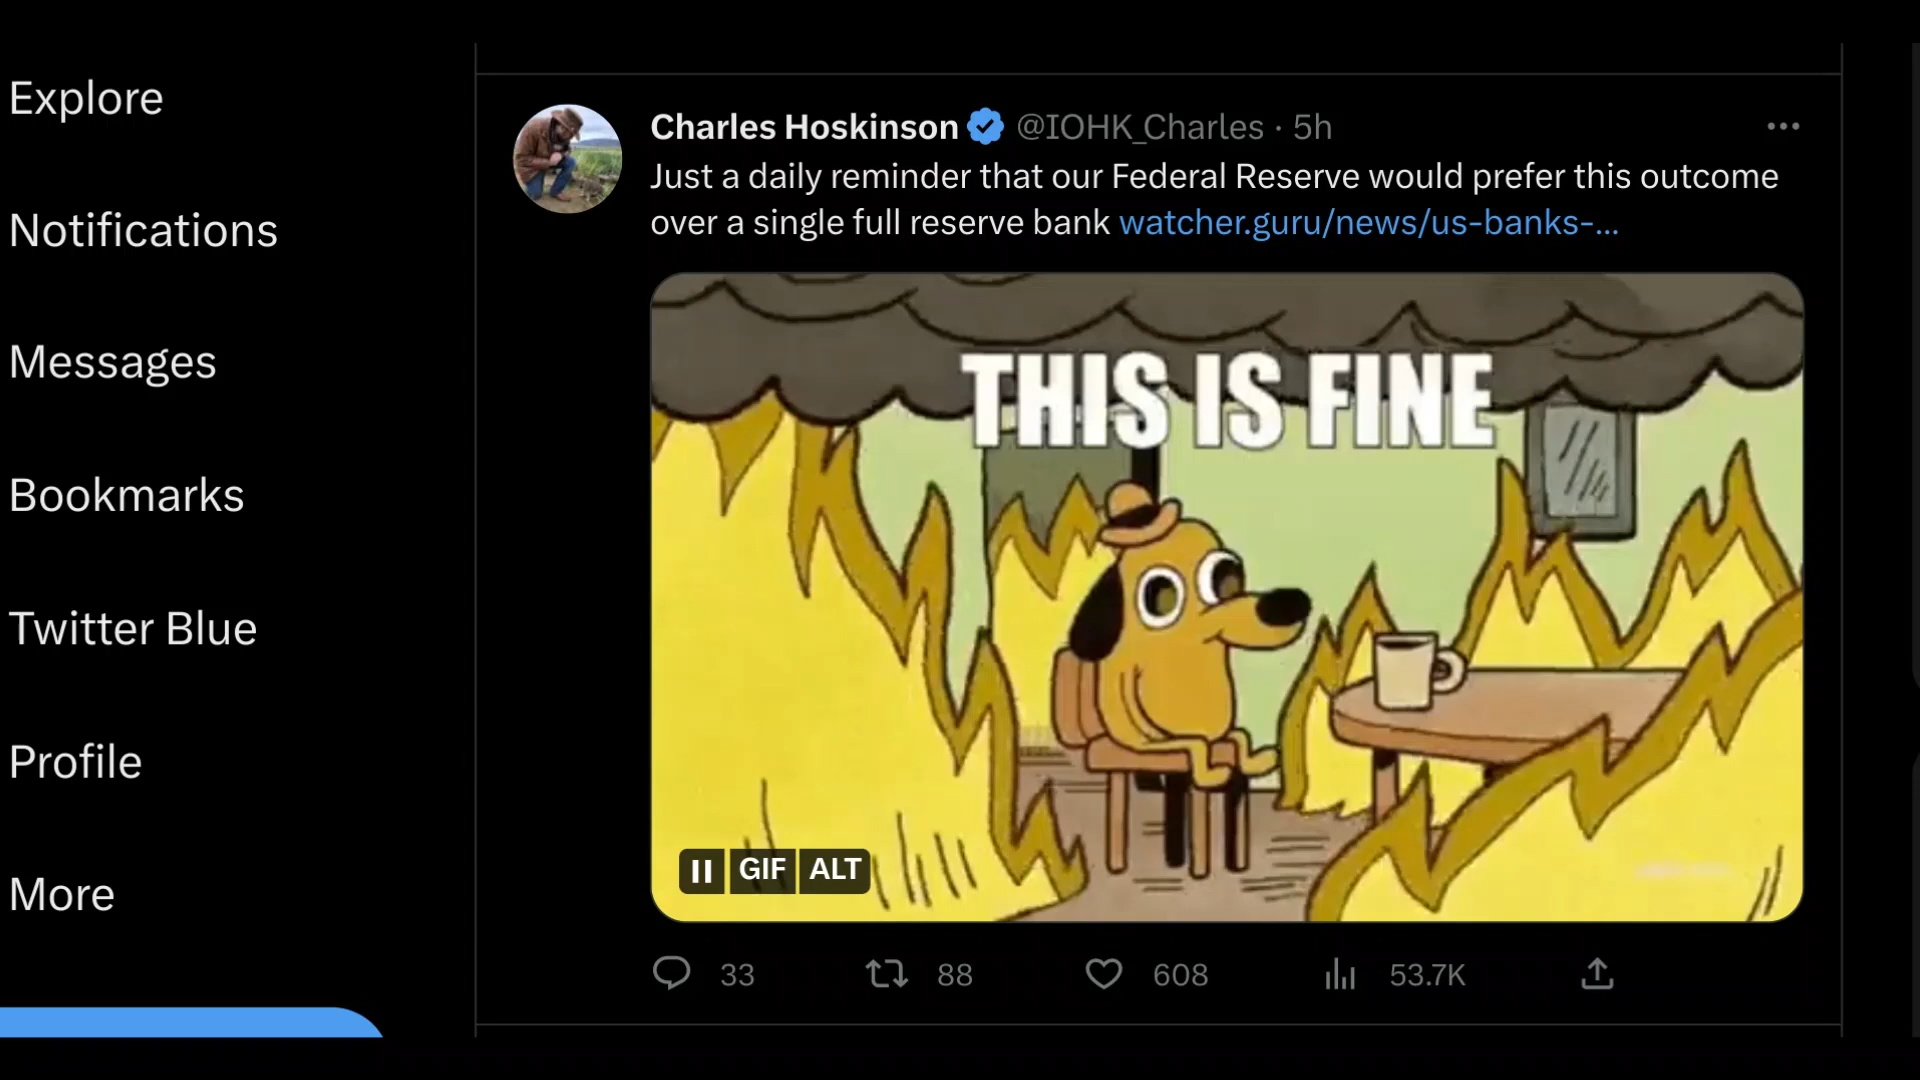 Explore
Notifications
Messages
Bookmarks
Twitter Blue
Profile
More
Charles Hoskinson @IOHK_Charles · 5h
Just a daily reminder that our Federal Reserve would prefer this outcome
over a single full reserve bank watcher.guru/news/us-banks-...
THIS IS FINE
GIF ALT
33 88 608 53.7K